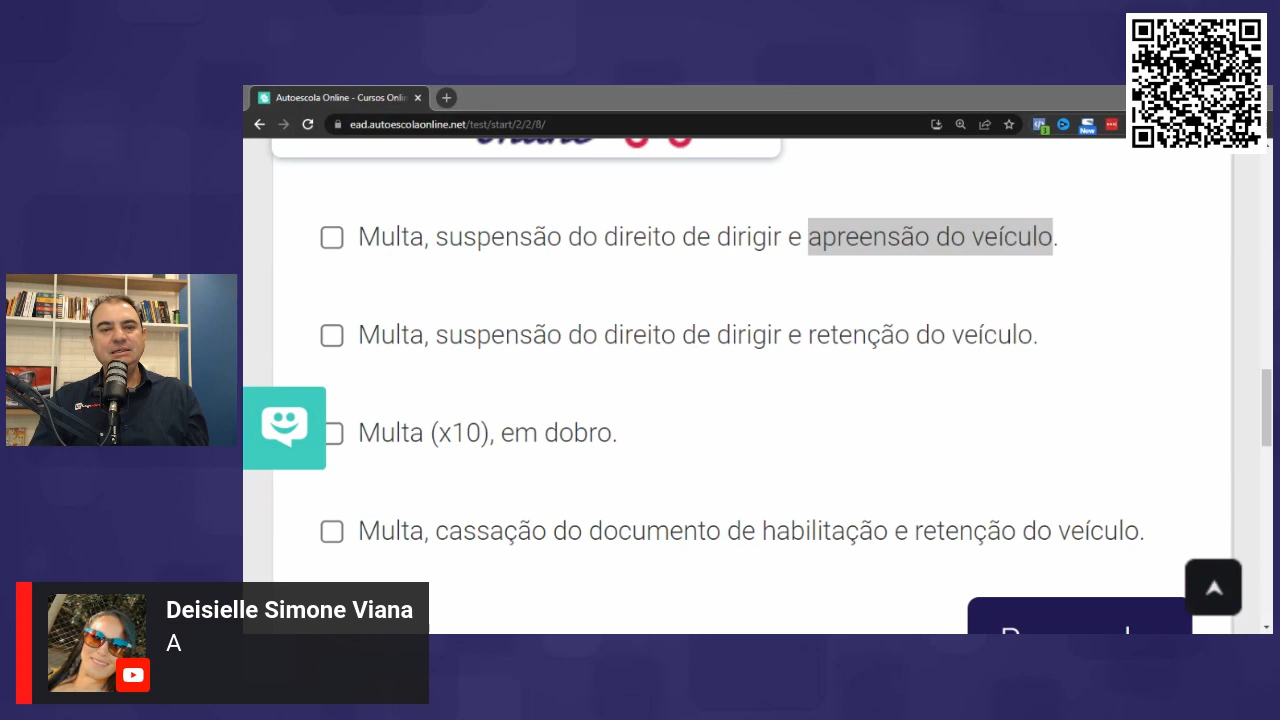 Autoescola Online - Cursos Onli
ead.autoescolaonline.net/test/start/2/2/8/
New
online
Multa, suspensão do direito de dirigir e apreensão do veículo.
Multa, suspensão do direito de dirigir e retenção do veículo.
Multa (x10), em dobro.
Multa, cassação do documento de habilitação e retenção do veículo.
Deisielle Simone Viana
A